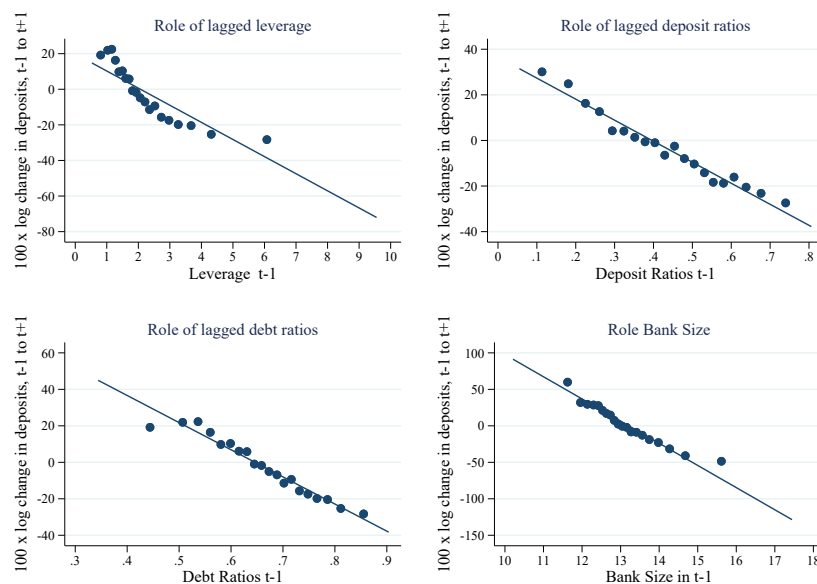 Role of lagged leverage
100 x log change in deposits, t-1 to t+1
20
0
-20
-40
-60
-80
0 1 2 3 4 5 6 7 8 9 10
Leverage t-1
Role of lagged deposit ratios
100 x log change in deposits, t-1 to t+1
40
20
0
-20
-40
0 .1 .2 .3 .4 .5 .6 .7 .8
Deposit Ratios t-1
Role of lagged debt ratios
100 x log change in deposits, t-1 to t+1
60
40
20
0
-20
-40
.3 .4 .5 .6 .7 .8 .9
Debt Ratios t-1
Role Bank Size
100 x log change in deposits, t-1 to t+1
100
50
0
-50
-100
-150
10 11 12 13 14 15 16 17 18
Bank Size in t-1